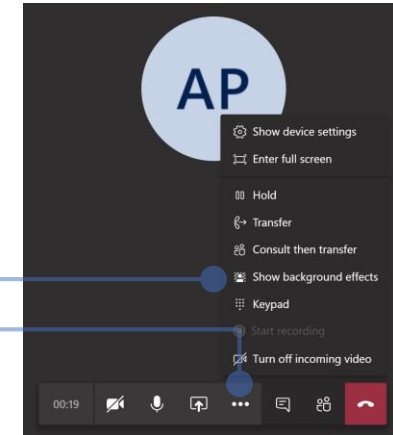 AP
Show device settings
Enter full screen
Hold
Transfer
Consult then transfer
Show background effects
Keypad
Start recording
Turn off incoming video
00:19